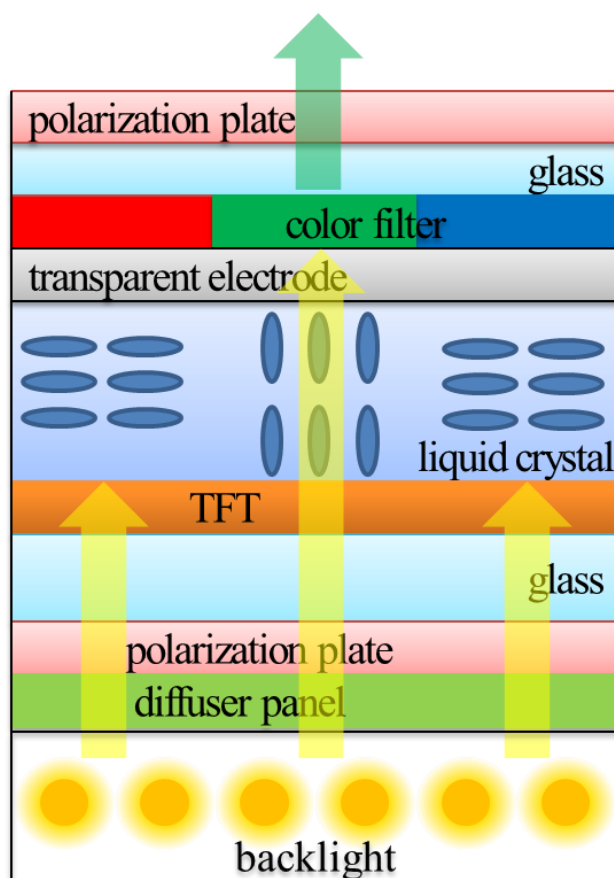 polarization plate
glass
color filter
transparent electrode
liquid crystal
TFT
glass
polarization plate
diffuser panel
backlight